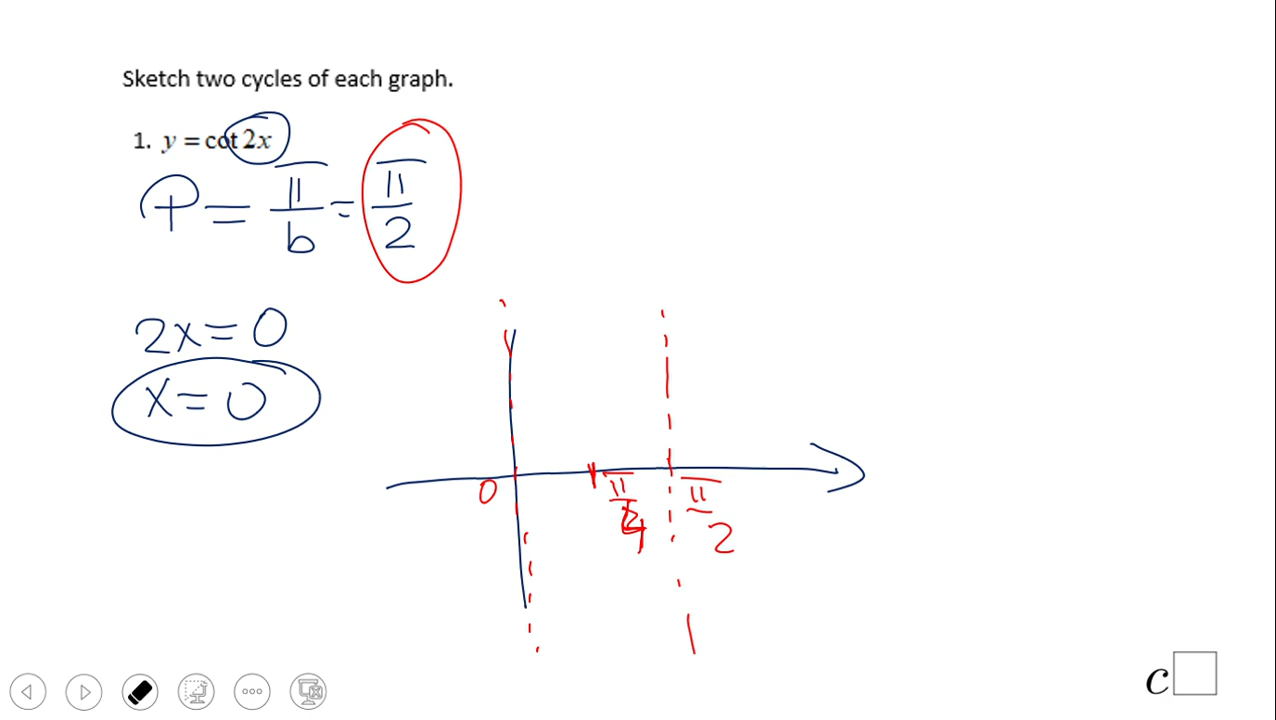 Sketch two cycles of each graph.
1. y = cot 2x
P = π/b = π/2
2x = 0
x = 0
0 π/4 π/2
c